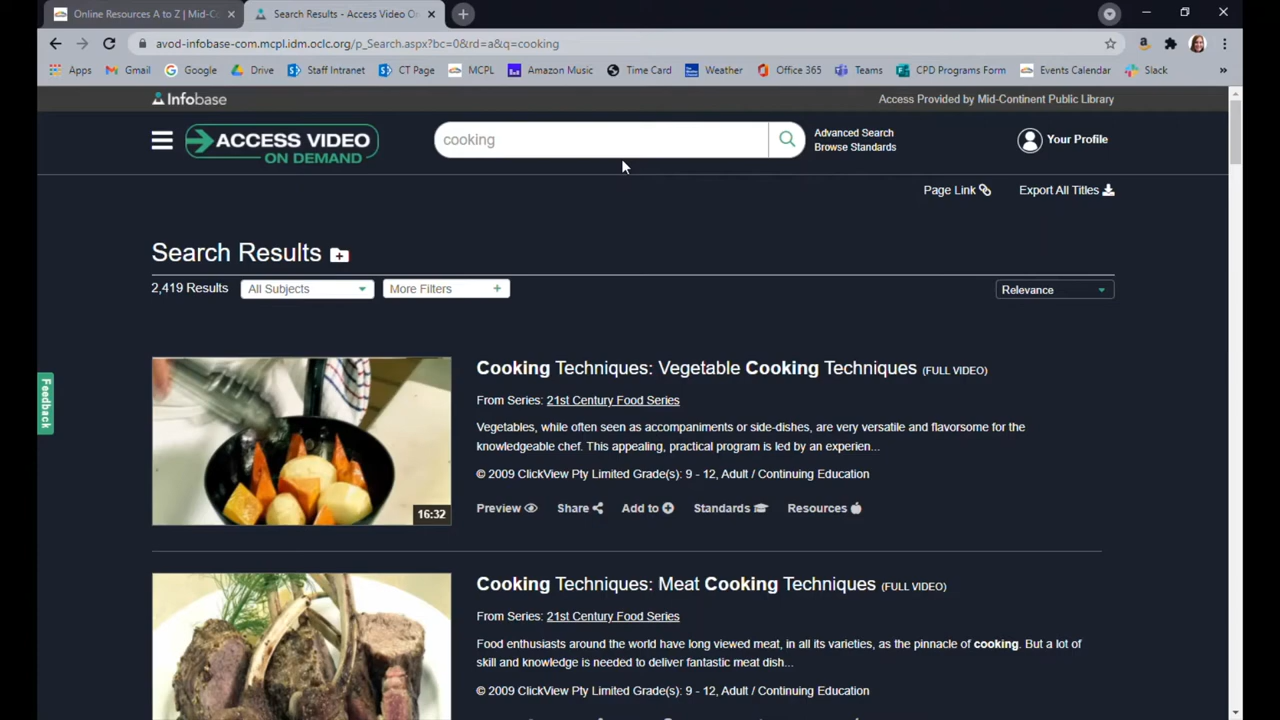 Online Resources A to Z | Mid-Co
Search Results - Access Video On
avod-infobase-com.mcpl.idm.oclc.org/p_Search.aspx?bc=0&rd=a&q=cooking
Apps Gmail Google Drive Staff Intranet CT Page MCPL Amazon Music Time Card Weather Office 365 Teams CPD Programs Form Events Calendar Slack »
Infobase Access Provided by Mid-Continent Public Library
ACCESS VIDEO
ON DEMAND
cooking
Advanced Search
Browse Standards
Your Profile
Page Link Export All Titles
Search Results
2,419 Results All Subjects More Filters + Relevance
Feedback
16:32
Cooking Techniques: Vegetable Cooking Techniques (FULL VIDEO)
From Series: 21st Century Food Series
Vegetables, while often seen as accompaniments or side-dishes, are very versatile and flavorsome for the
knowledgeable chef. This appealing, practical program is led by an experien...
© 2009 ClickView Pty Limited Grade(s): 9 - 12, Adult / Continuing Education
Preview Share Add to Standards Resources
Cooking Techniques: Meat Cooking Techniques (FULL VIDEO)
From Series: 21st Century Food Series
Food enthusiasts around the world have long viewed meat, in all its varieties, as the pinnacle of cooking. But a lot of
skill and knowledge is needed to deliver fantastic meat dish...
© 2009 ClickView Pty Limited Grade(s): 9 - 12, Adult / Continuing Education